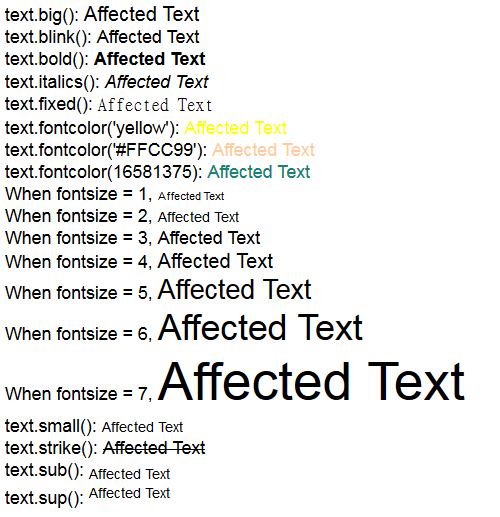 text.big(): Affected Text
text.blink(): Affected Text
text.bold(): Affected Text
text.italics(): Affected Text
text.fixed(): Affected Text
text.fontcolor('yellow'): Affected Text
text.fontcolor('#FFCC99'): Affected Text
text.fontcolor(16581375): Affected Text
When fontsize = 1, Affected Text
When fontsize = 2, Affected Text
When fontsize = 3, Affected Text
When fontsize = 4, Affected Text
When fontsize = 5, Affected Text
When fontsize = 6, Affected Text
When fontsize = 7, Affected Text
text.small(): Affected Text
text.strike(): Affected Text
text.sub(): Affected Text
text.sup(): Affected Text